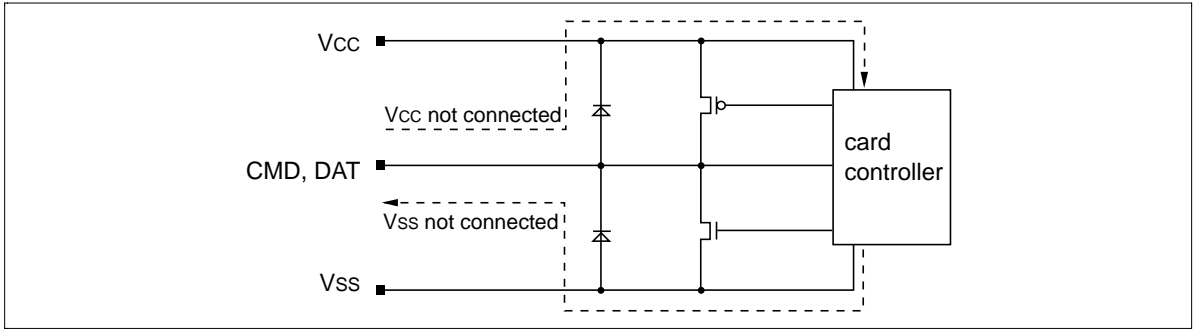 VCC
VCC not connected
card
controller
CMD, DAT
VSS not connected
VSS